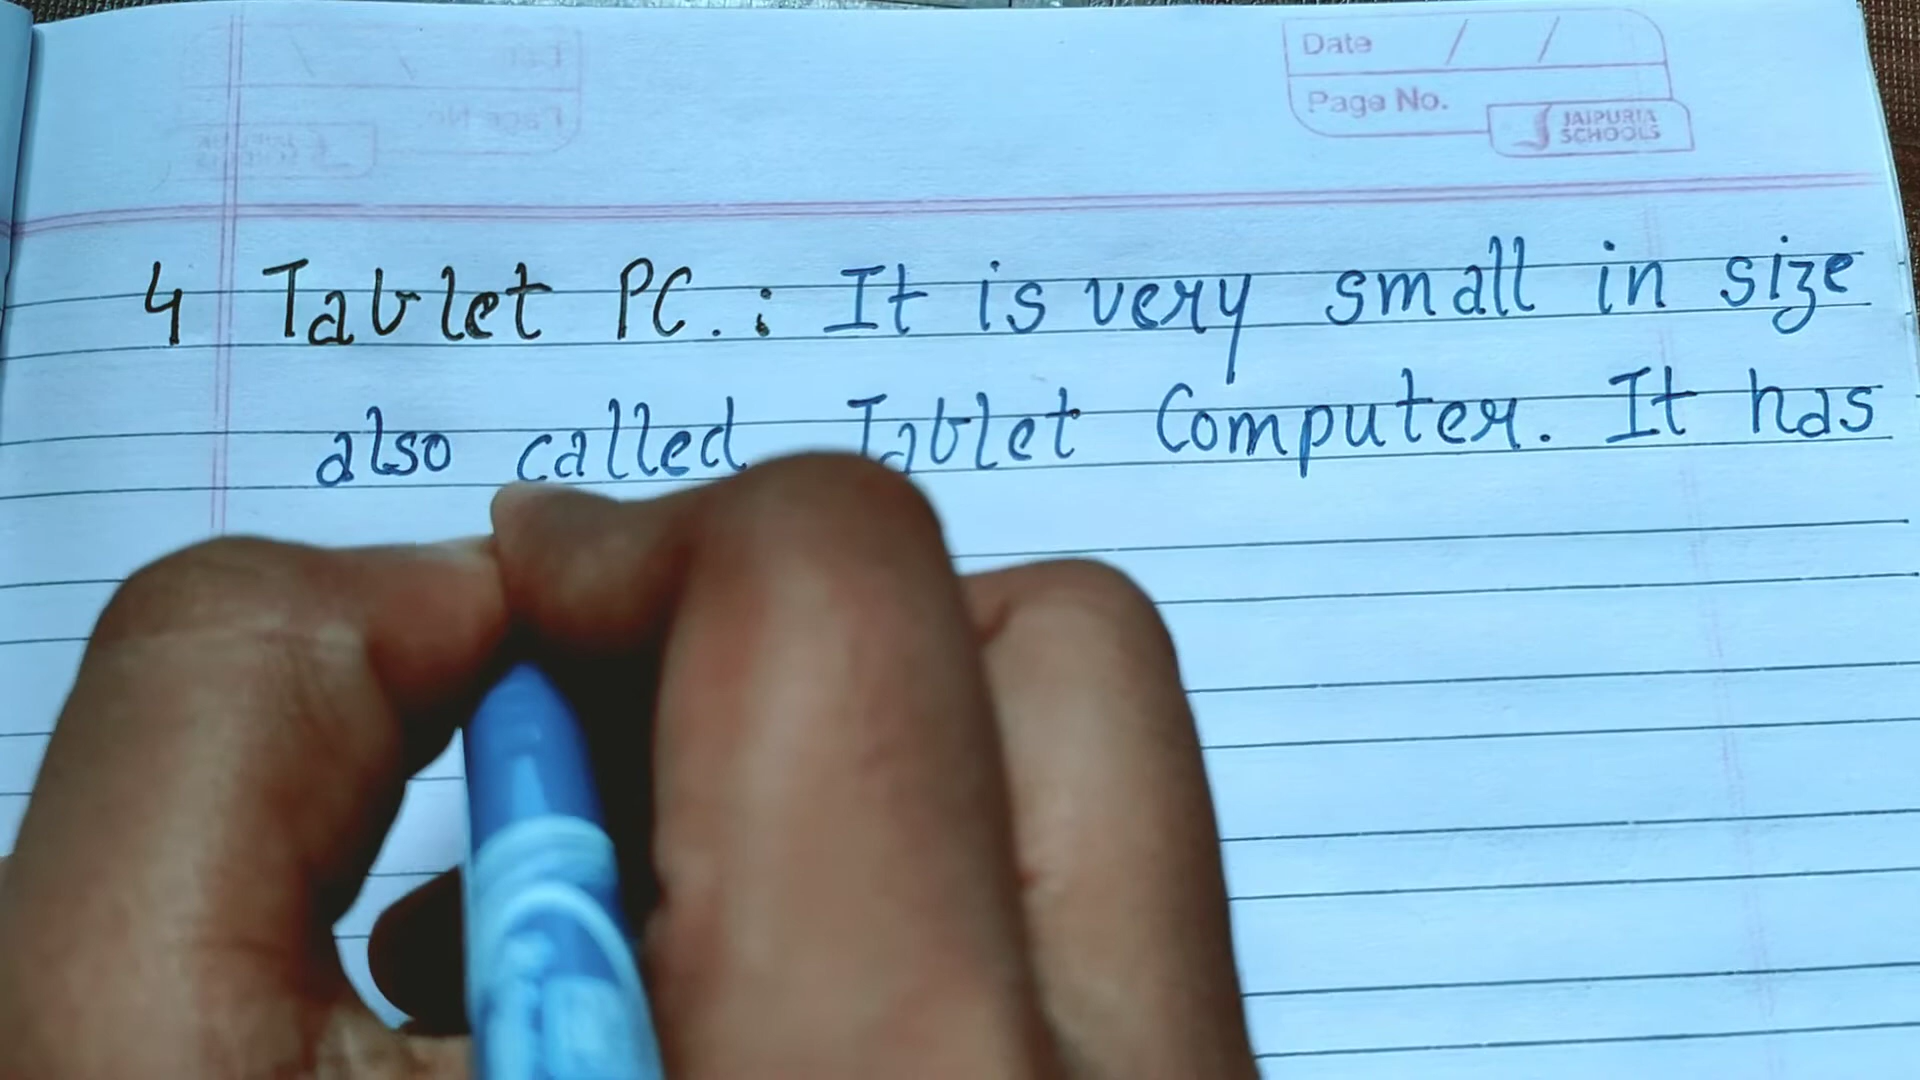 Date / /
Page No.
JAIPURIA
SCHOOLS
4 Tablet PC. : It is very small in size
also called Tablet Computer. It has